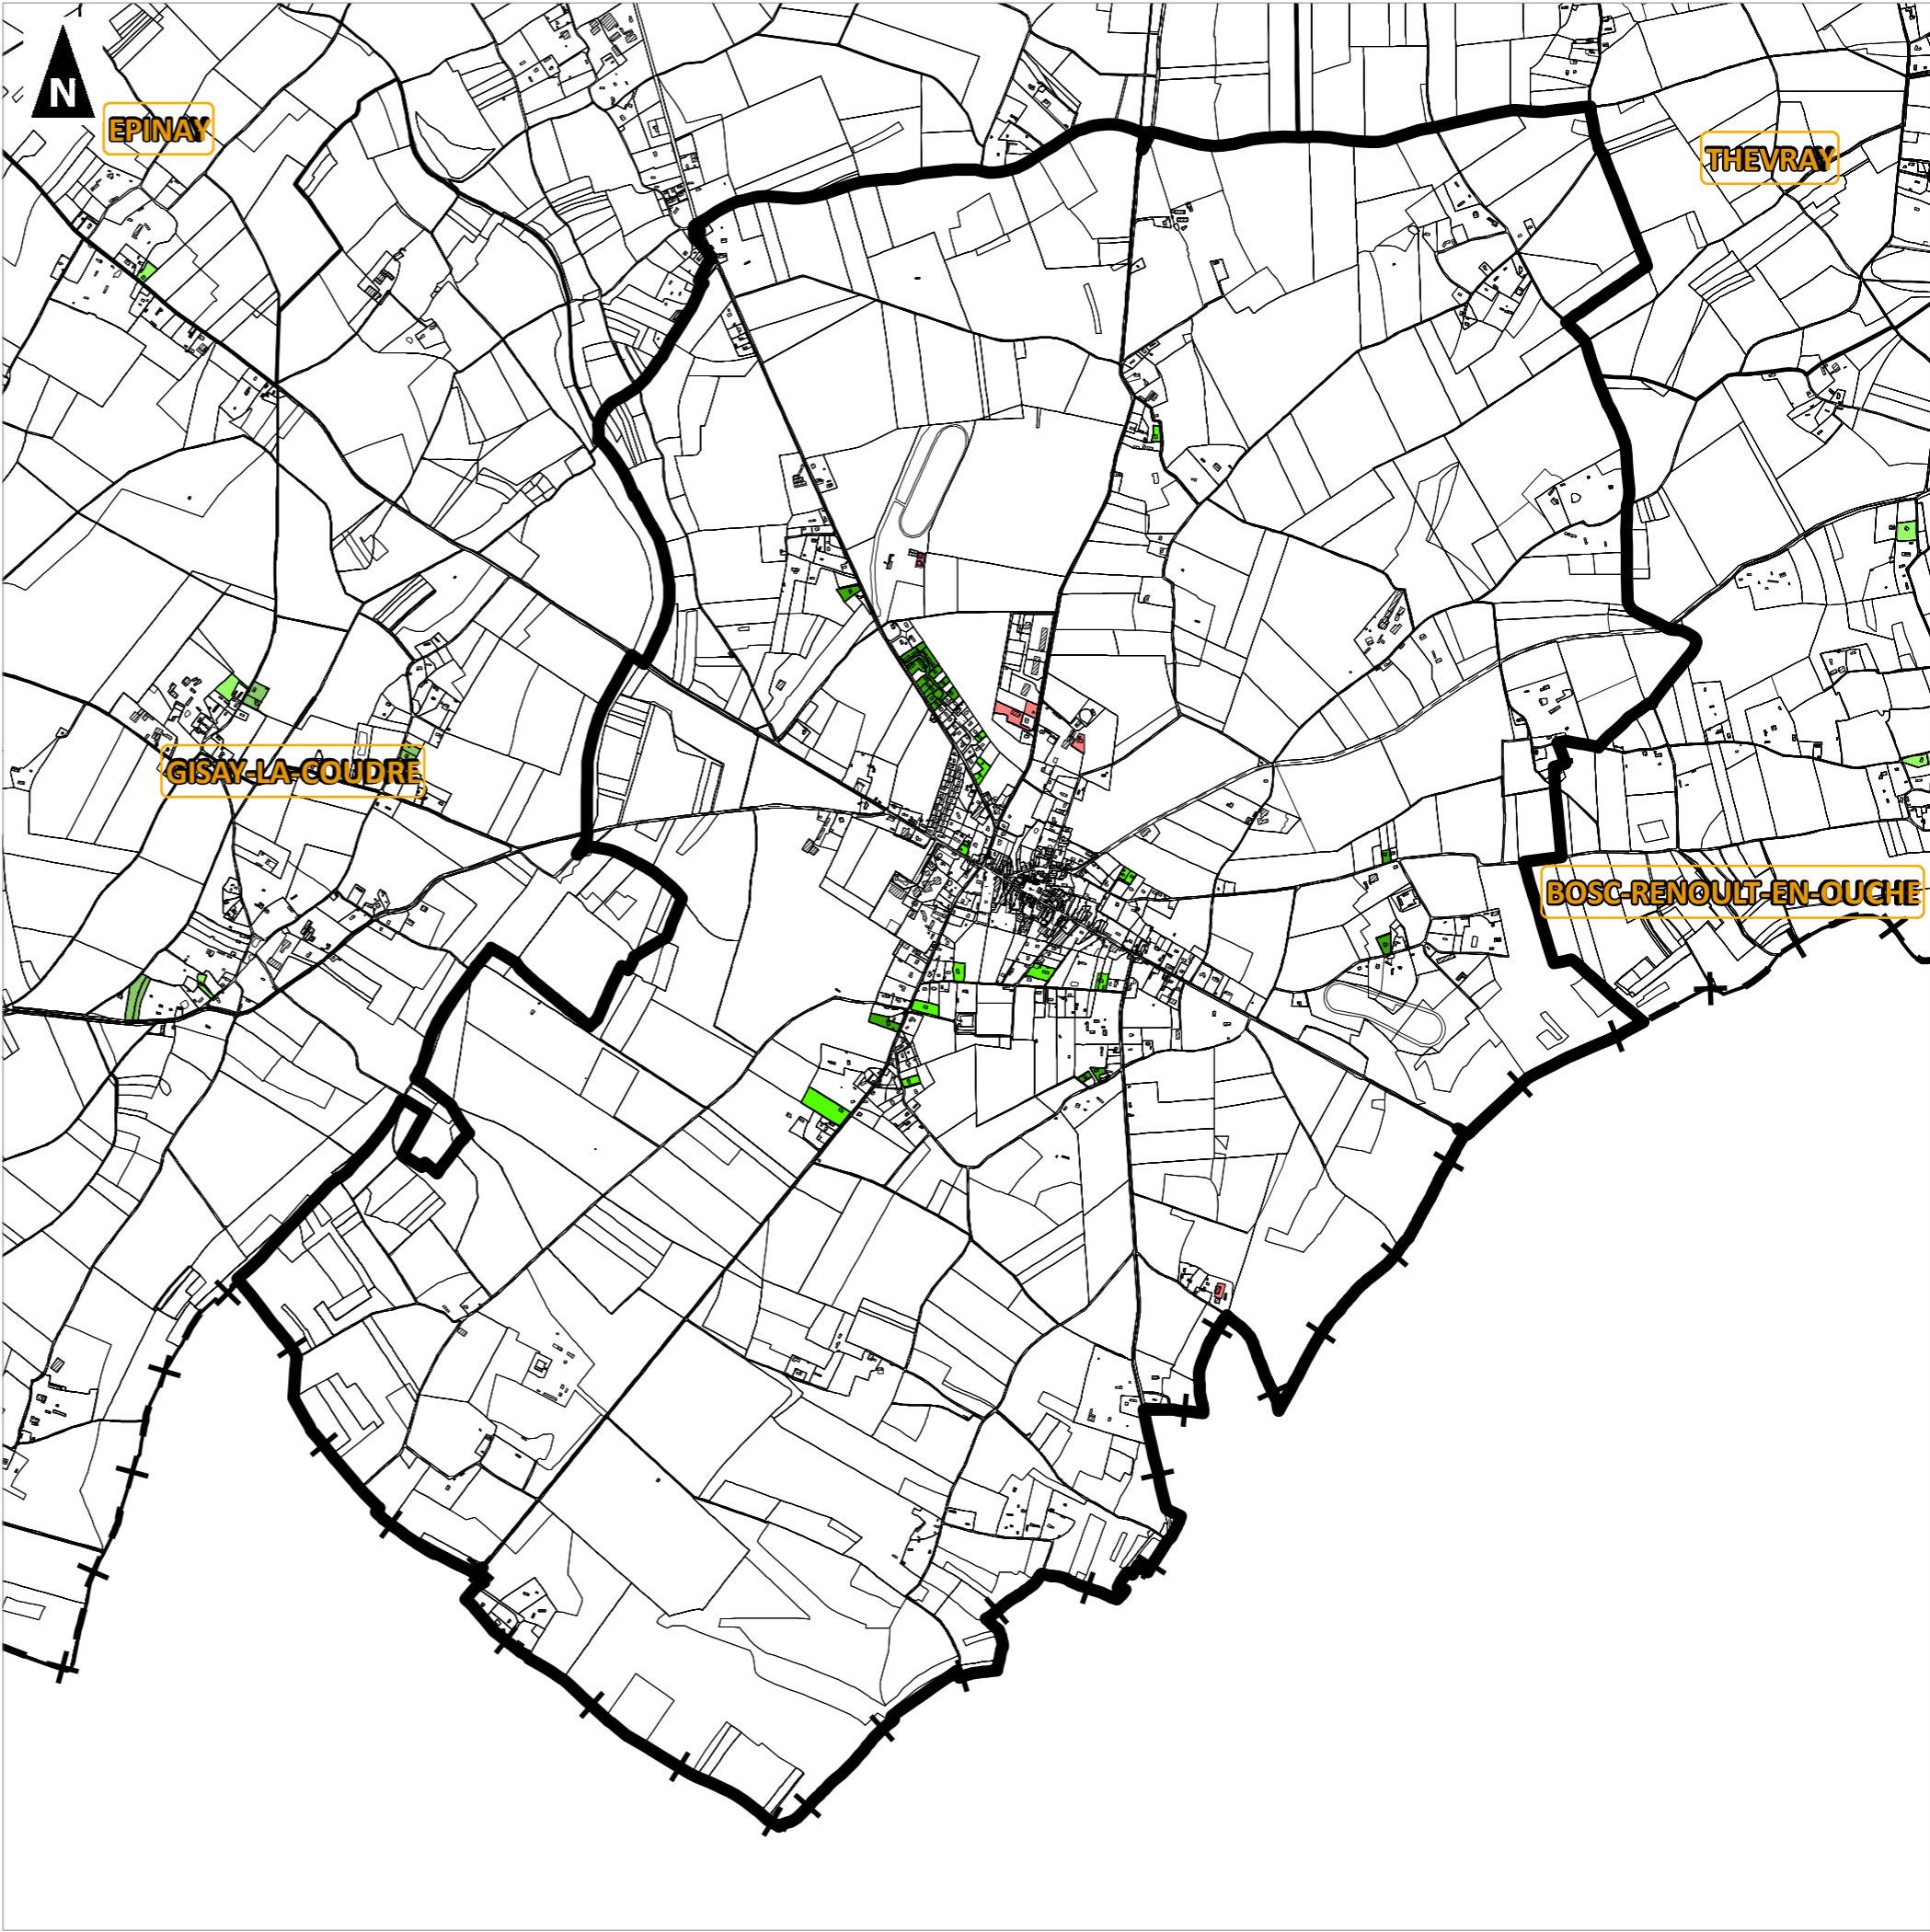 N
EPINAY
THEVRAY
GISAY-LA-COUDRE
BOSC-RENOULT-EN-OUCHE